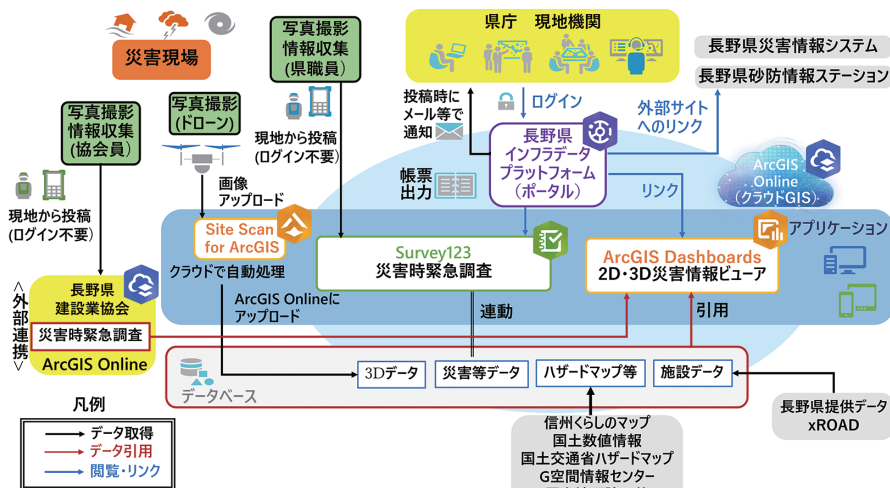 災害現場
写真撮影
情報収集
(県職員)
県庁　現地機関
長野県災害情報システム
長野県砂防情報ステーション
写真撮影
情報収集
(協会員)
写真撮影
(ドローン)
現地から投稿
(ログイン不要)
投稿時に
メール等で
通知
ログイン
外部サイト
へのリンク
長野県
インフラデータ
プラットフォーム
(ポータル)
帳票
出力
リンク
ArcGIS
Online
(クラウドGIS)
現地から投稿
(ログイン不要)
画像
アップロード
Site Scan
for ArcGIS
クラウドで自動処理
Survey123
災害時緊急調査
ArcGIS Dashboards
2D・3D災害情報ビューア
アプリケーション
<外部連携>
長野県
建設業協会
災害時緊急調査
ArcGIS Online
ArcGIS Onlineに
アップロード
連動
引用
データベース
3Dデータ
災害等データ
ハザードマップ等
施設データ
長野県提供データ
xROAD
信州くらしのマップ
国土数値情報
国土交通省ハザードマップ
G空間情報センター
凡例
データ取得
データ引用
閲覧・リンク